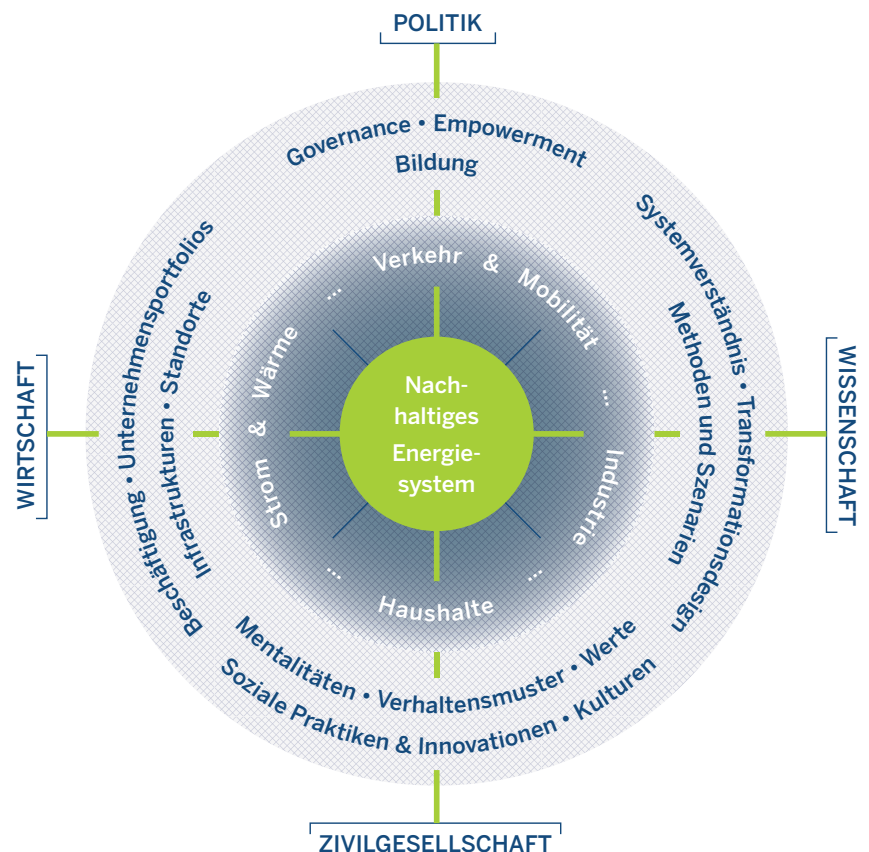 POLITIK
Governance • Empowerment
Bildung
WIRTSCHAFT
Beschäftigung • Unternehmensportfolios
Infrastrukturen • Standorte
Strom & Wärme
...
Verkehr & Mobilität
...
Industrie
...
Haushalte
...
Nach-
haltiges
Energie-
system
Systemverständnis • Transformationsdesign
Methoden und Szenarien
WISSENSCHAFT
Mentalitäten • Verhaltensmuster • Werte
Soziale Praktiken & Innovationen • Kulturen
ZIVILGESELLSCHAFT